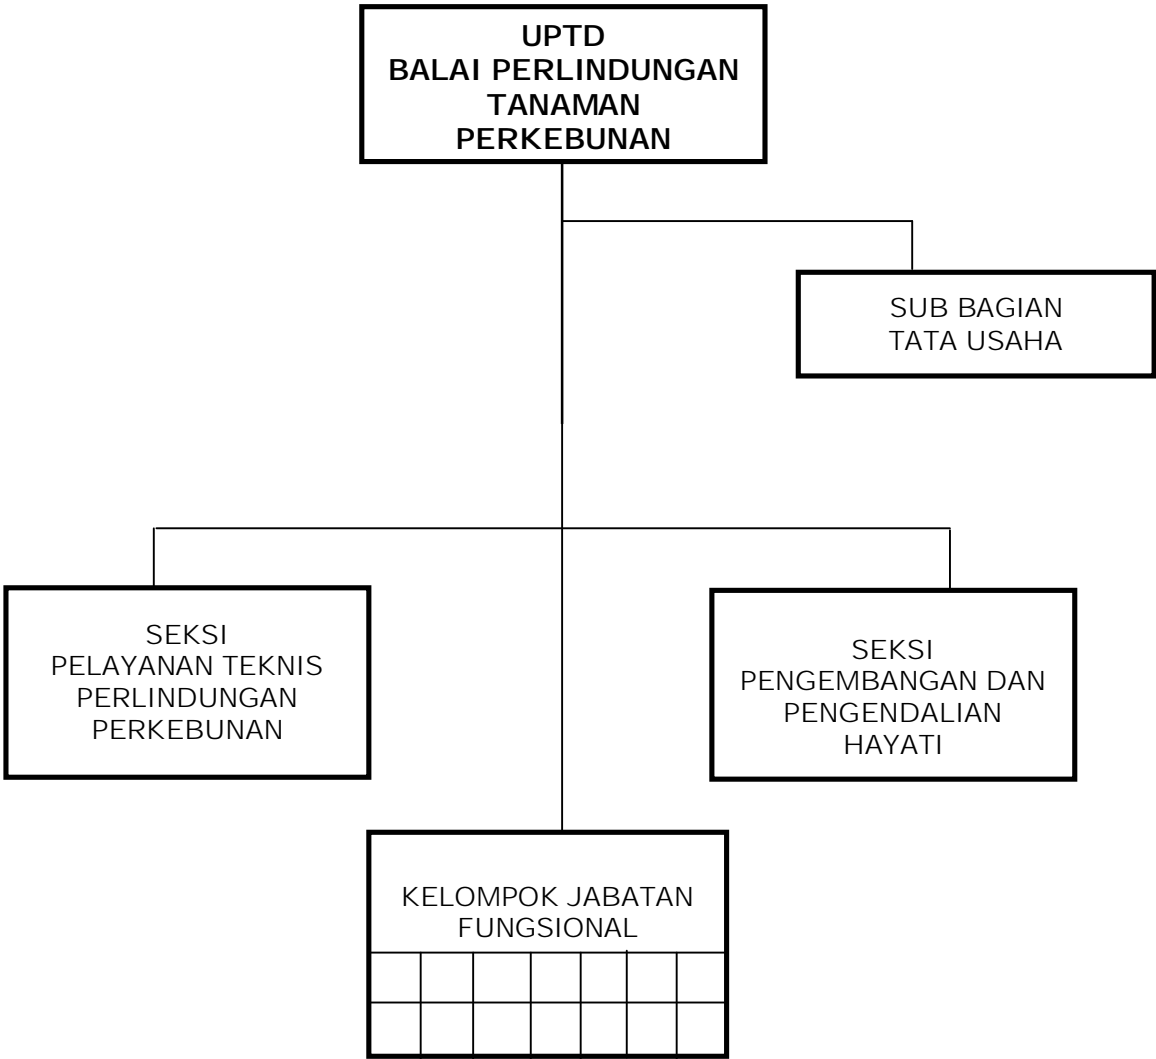 UPTD
BALAI PERLINDUNGAN
TANAMAN
PERKEBUNAN
SUB BAGIAN
TATA USAHA
SEKSI
PELAYANAN TEKNIS
PERLINDUNGAN
PERKEBUNAN
SEKSI
PENGEMBANGAN DAN
PENGENDALIAN
HAYATI
KELOMPOK JABATAN
FUNGSIONAL